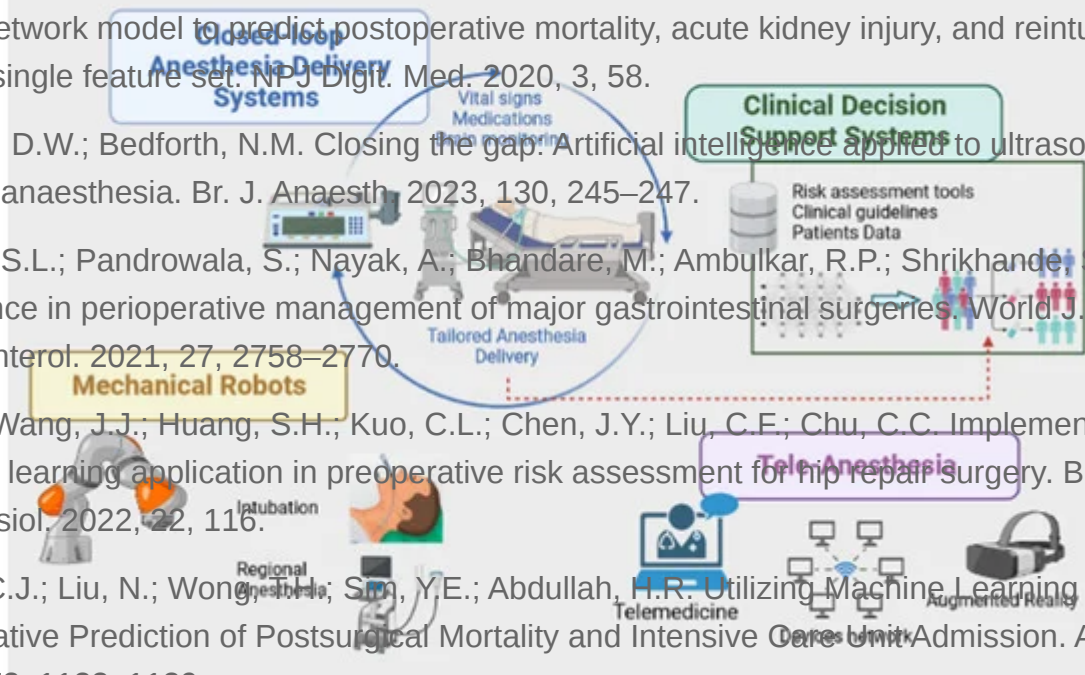 etwork model to predict postoperative mortality, acute kidney injury, and reintu
single feature set. NPJ Digit. Med. 2020, 3, 58.
D.W.; Bedforth, N.M. Closing the gap: Artificial intelligence applied to ultraso
anaesthesia. Br. J. Anaesth. 2023, 130, 245–247.
S.L.; Pandrowala, S.; Nayak, A.; Bhandare, M.; Ambulkar, R.P.; Shrikhande,
nce in perioperative management of major gastrointestinal surgeries. World J.
nterol. 2021, 27, 2758–2770.
Wang, J.J.; Huang, S.H.; Kuo, C.L.; Chen, J.Y.; Liu, C.F.; Chu, C.C. Implemen
learning application in preoperative risk assessment for hip repair surgery. B
siol. 2022, 22, 116.
C.J.; Liu, N.; Wong, T.H.; Sim, Y.E.; Abdullah, H.R. Utilizing Machine Learning
ative Prediction of Postsurgical Mortality and Intensive Care Unit Admission. A
Closed-loop
Anesthesia Delivery
Systems
Vital signs
Medications
Brain monitoring
Tailored Anesthesia
Delivery
Clinical Decision
Support Systems
Risk assessment tools
Clinical guidelines
Patients Data
Mechanical Robots
Intubation
Regional
Anesthesia
Tele-Anesthesia
Telemedicine
Devices network
Augmented Reality